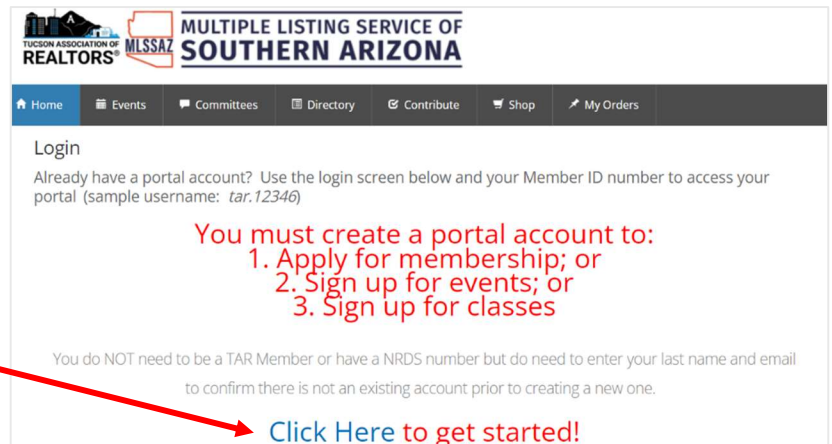 TUCSON ASSOCIATION OF
REALTORS®
MLSSAZ
MULTIPLE LISTING SERVICE OF
SOUTHERN ARIZONA
Home Events Committees Directory Contribute Shop My Orders
Login
Already have a portal account? Use the login screen below and your Member ID number to access your
portal (sample username: tar.12346)
You must create a portal account to:
1. Apply for membership; or
2. Sign up for events; or
3. Sign up for classes
You do NOT need to be a TAR Member or have a NRDS number but do need to enter your last name and email
to confirm there is not an existing account prior to creating a new one.
Click Here to get started!